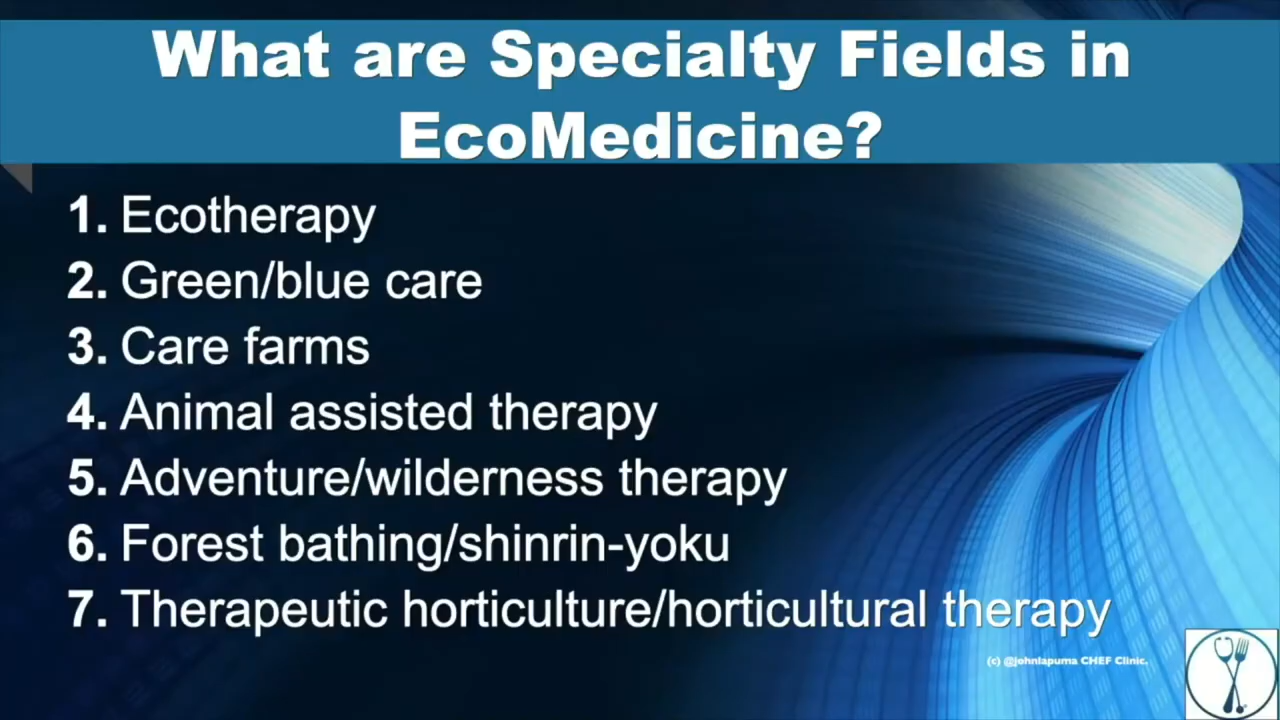 What are Specialty Fields in
EcoMedicine?
1. Ecotherapy
2. Green/blue care
3. Care farms
4. Animal assisted therapy
5. Adventure/wilderness therapy
6. Forest bathing/shinrin-yoku
7. Therapeutic horticulture/horticultural therapy
(c) @johnlapuma CHEF Clinic.